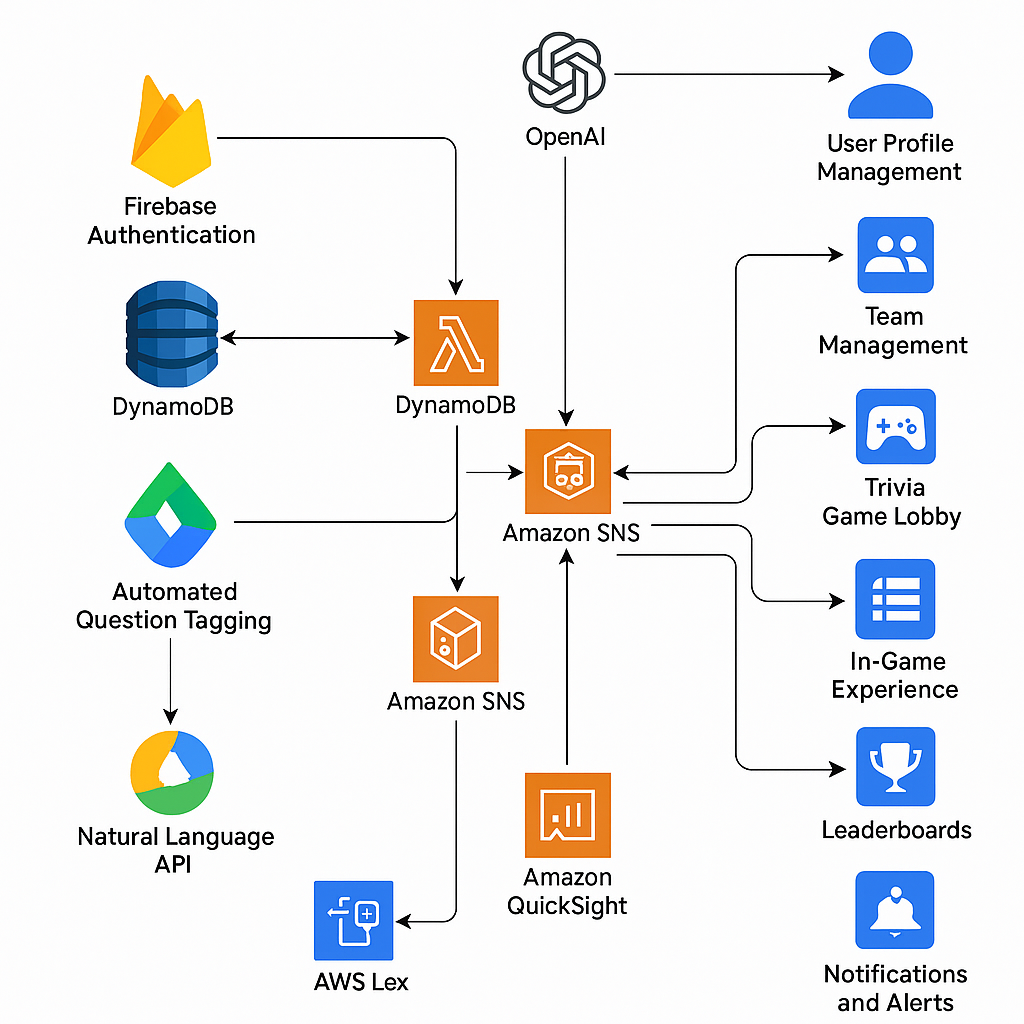 OpenAI
User Profile
Management
Firebase
Authentication
Team
Management
DynamoDB
DynamoDB
Trivia
Game Lobby
Amazon SNS
Automated
Question Tagging
In-Game
Experience
Amazon SNS
Natural Language
API
Leaderboards
Amazon
QuickSight
AWS Lex
Notifications
and Alerts